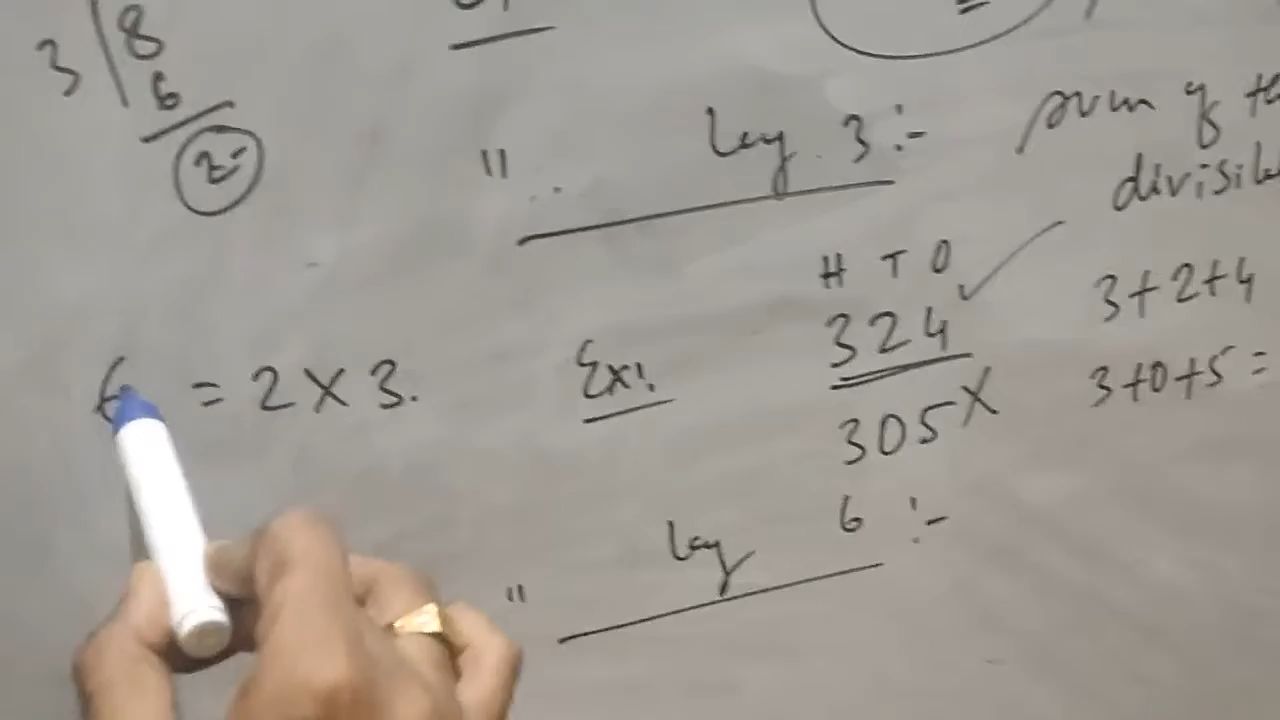 3 8
6
2
" by 3 :-
sum of
divisib
H T O
324 ✓
3+2+4
6 = 2 X 3.
Ex:
305 X
3+0+5 =
" by 6 :-